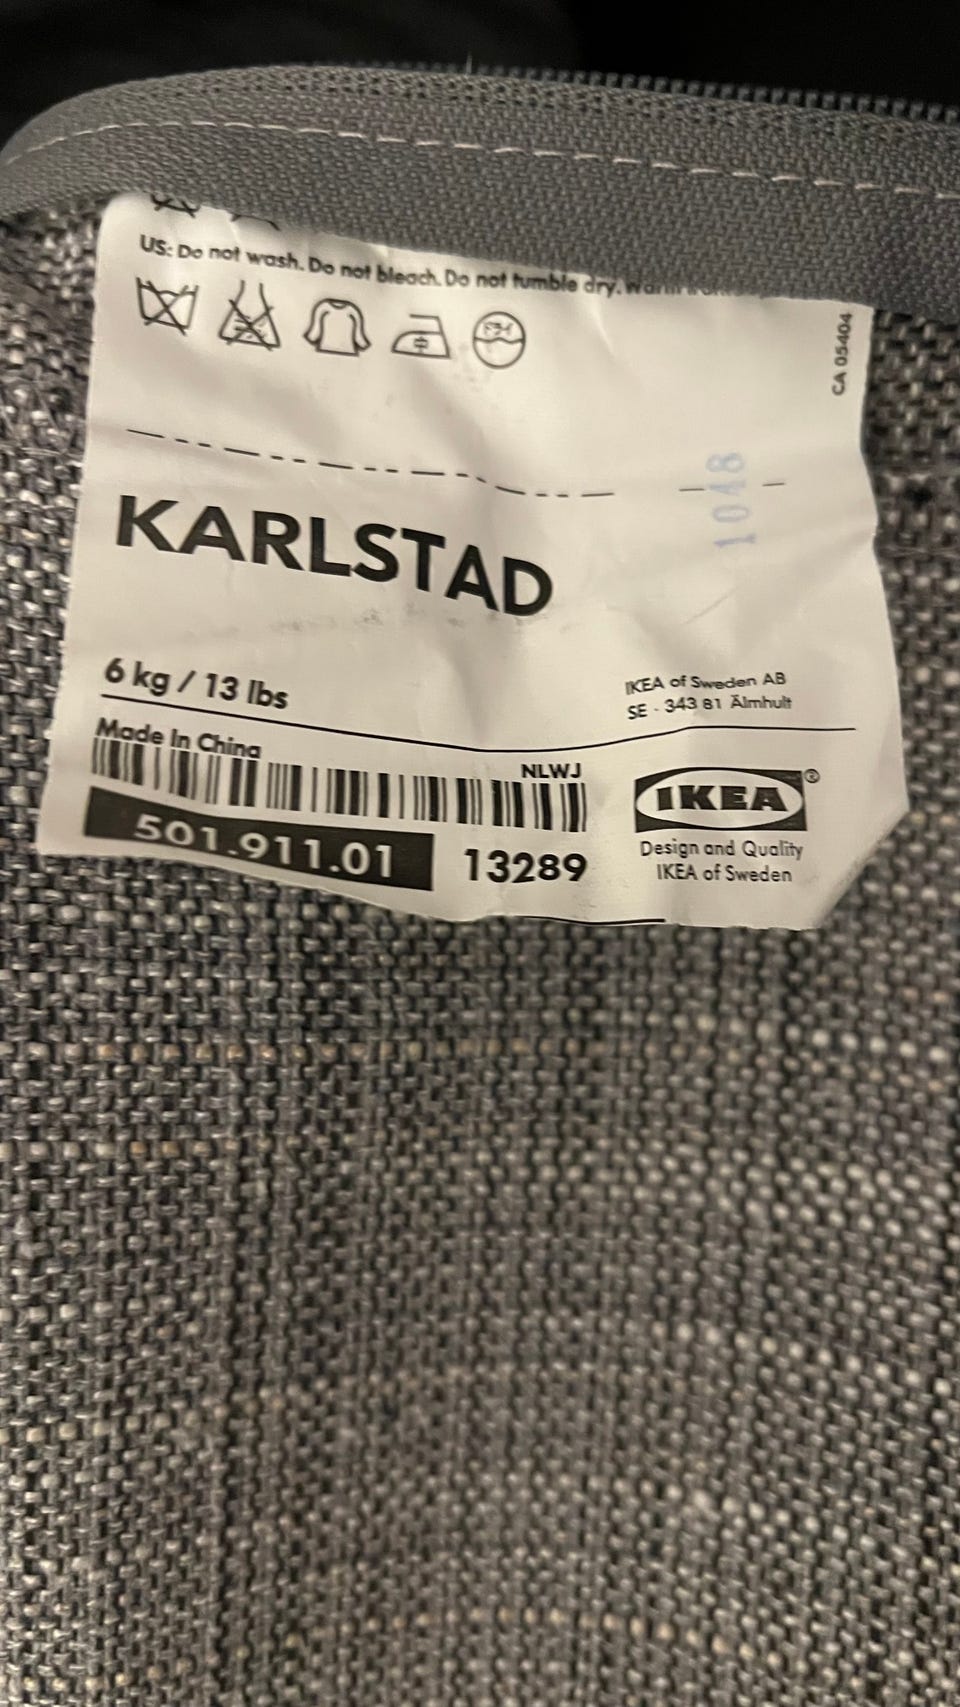 US: Do not wash. Do not bleach. Do not tumble dry. Warm iron.
CA 05404
1048
KARLSTAD
6 kg / 13 lbs
IKEA of Sweden AB
SE - 343 81 Älmhult
Made In China
NLWJ
501.911.01
13289
IKEA®
Design and Quality
IKEA of Sweden